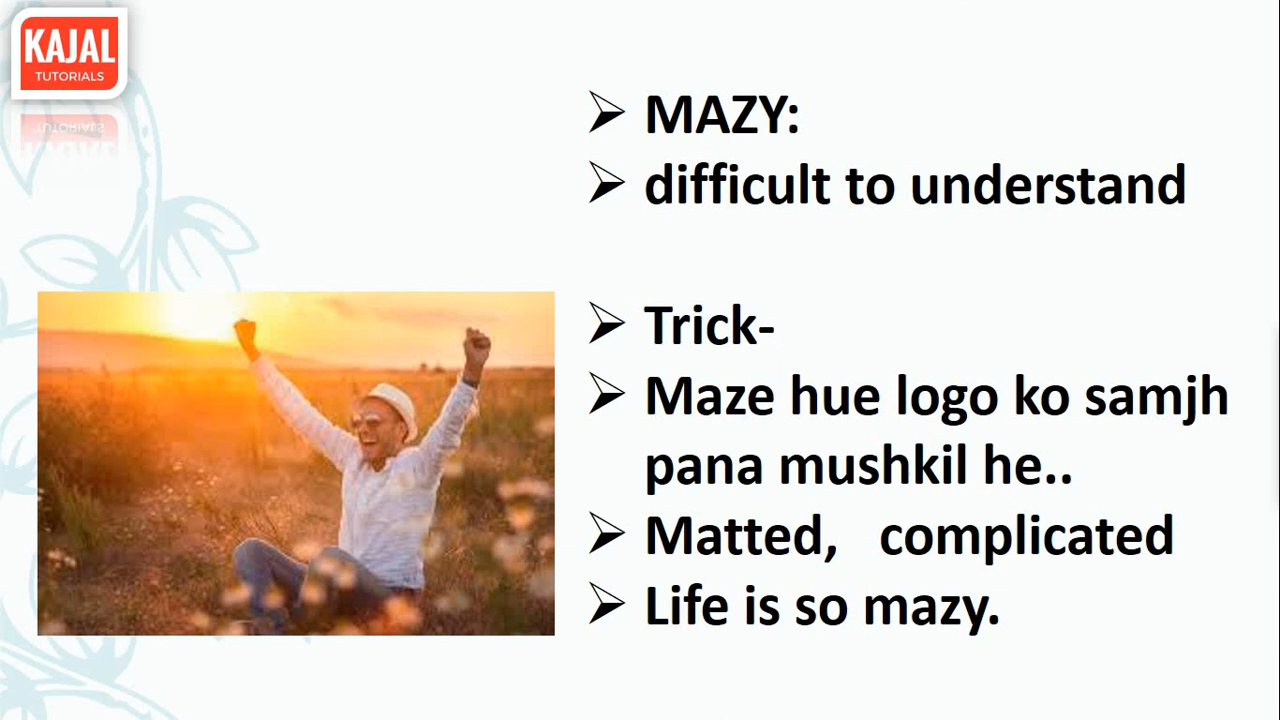 KAJAL
TUTORIALS
MAZY:
difficult to understand
Trick-
Maze hue logo ko samjh
pana mushkil he..
Matted, complicated
Life is so mazy.